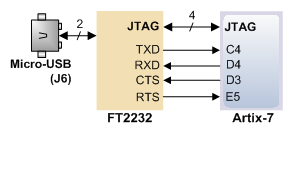 2
4
JTAG
JTAG
TXD
C4
RXD
D4
CTS
D3
RTS
E5
Micro-USB
(J6)
FT2232
Artix-7